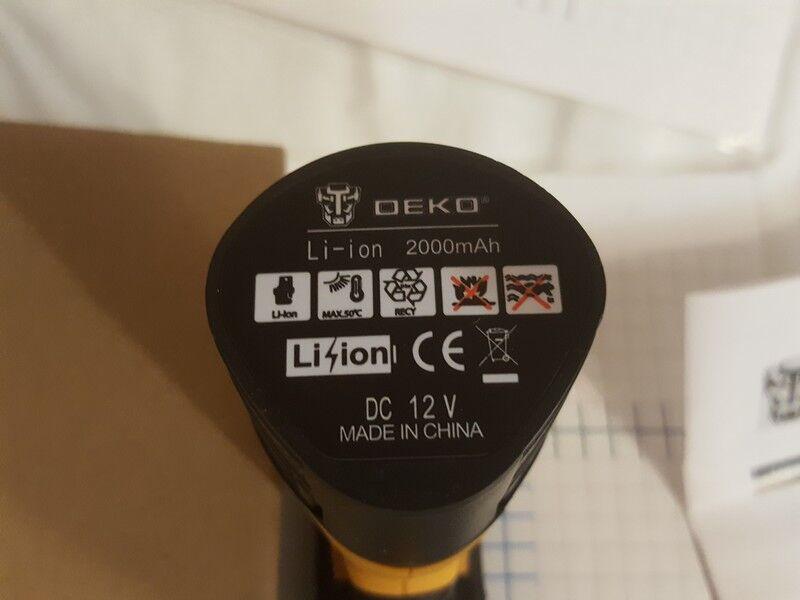 DEKO®
Li-ion 2000mAh
Li-Ion MAX.50℃ RECY
Li ion CE
DC 12 V
MADE IN CHINA